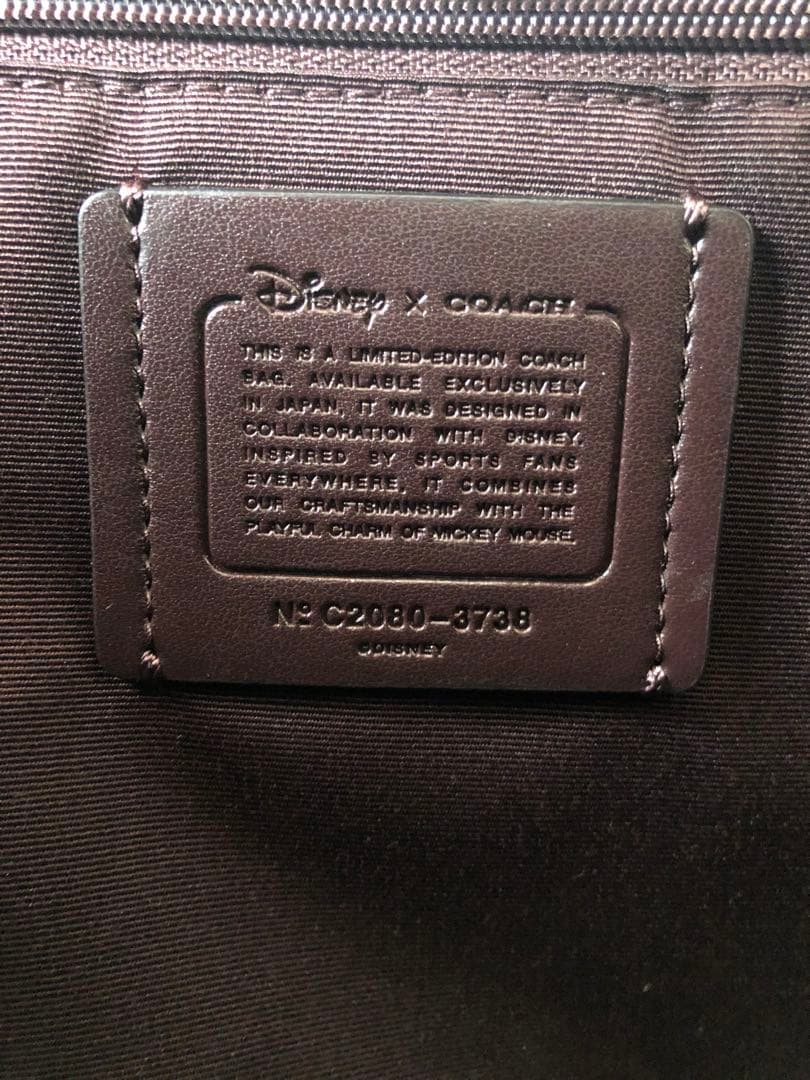 Disney X COACH
THIS IS A LIMITED-EDITION COACH
BAG. AVAILABLE EXCLUSIVELY
IN JAPAN, IT WAS DESIGNED IN
COLLABORATION WITH DISNEY.
INSPIRED BY SPORTS FANS
EVERYWHERE, IT COMBINES
OUR CRAFTSMANSHIP WITH THE
PLAYFUL CHARM OF MICKEY MOUSE.
Nº C2080-3738
©DISNEY